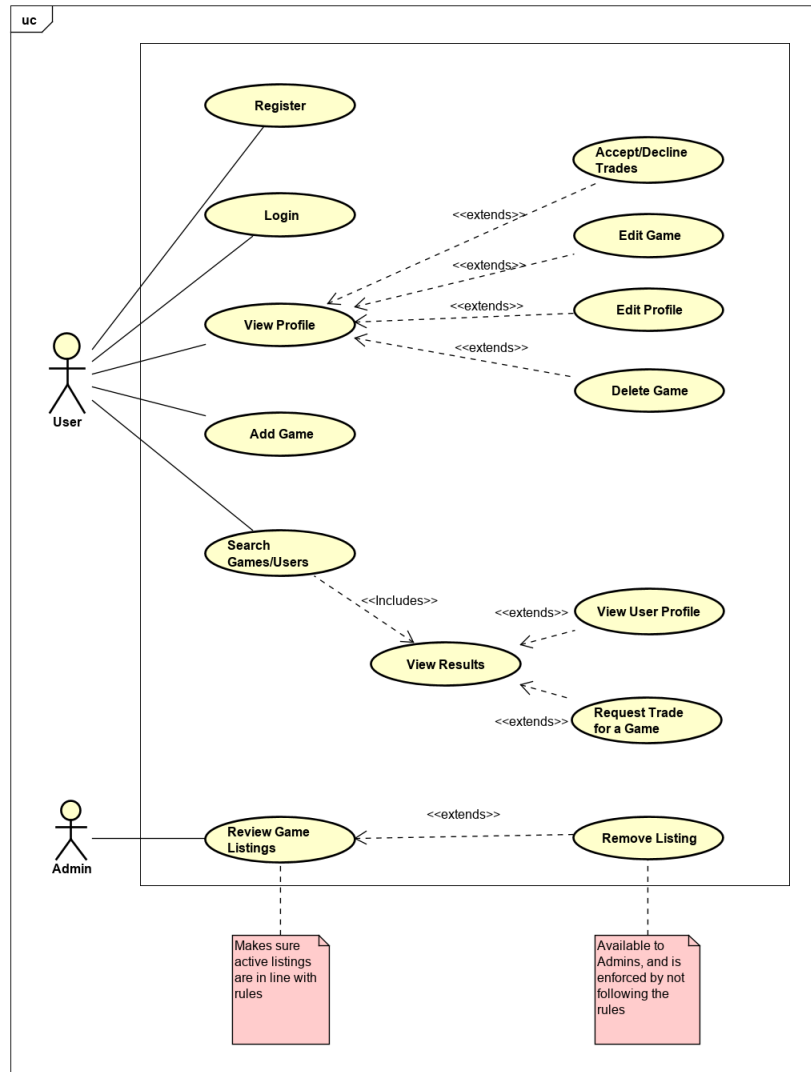 uc
Register
Accept/Decline
Trades
<<extends>>
Login
Edit Game
<<extends>>
View Profile
<<extends>>
Edit Profile
<<extends>>
Delete Game
User
Add Game
Search
Games/Users
<<Includes>>
<<extends>>
View User Profile
View Results
Request Trade
for a Game
<<extends>>
Admin
Review Game
Listings
<<extends>>
Remove Listing
Makes sure
active listings
are in line with
rules
Available to
Admins, and is
enforced by not
following the
rules